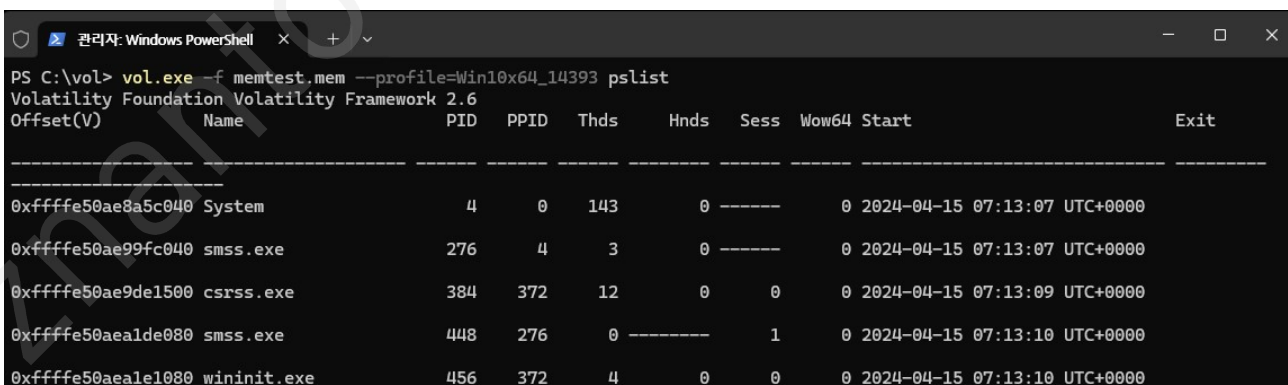 관리자: Windows PowerShell
PS C:\vol> vol.exe -f memtest.mem --profile=Win10x64_14393 pslist
Volatility Foundation Volatility Framework 2.6
Offset(V) Name PID PPID Thds Hnds Sess Wow64 Start Exit
------------------ -------------------- ------ ------ ------ -------- ------ ------ ------------------------------ ---------
---------------------
0xffffe50ae8a5c040 System 4 0 143 0 ------ 0 2024-04-15 07:13:07 UTC+0000
0xffffe50ae99fc040 smss.exe 276 4 3 0 ------ 0 2024-04-15 07:13:07 UTC+0000
0xffffe50ae9de1500 csrss.exe 384 372 12 0 0 0 2024-04-15 07:13:09 UTC+0000
0xffffe50aea1de080 smss.exe 448 276 0 -------- 1 0 2024-04-15 07:13:10 UTC+0000
0xffffe50aea1e1080 wininit.exe 456 372 4 0 0 0 2024-04-15 07:13:10 UTC+0000